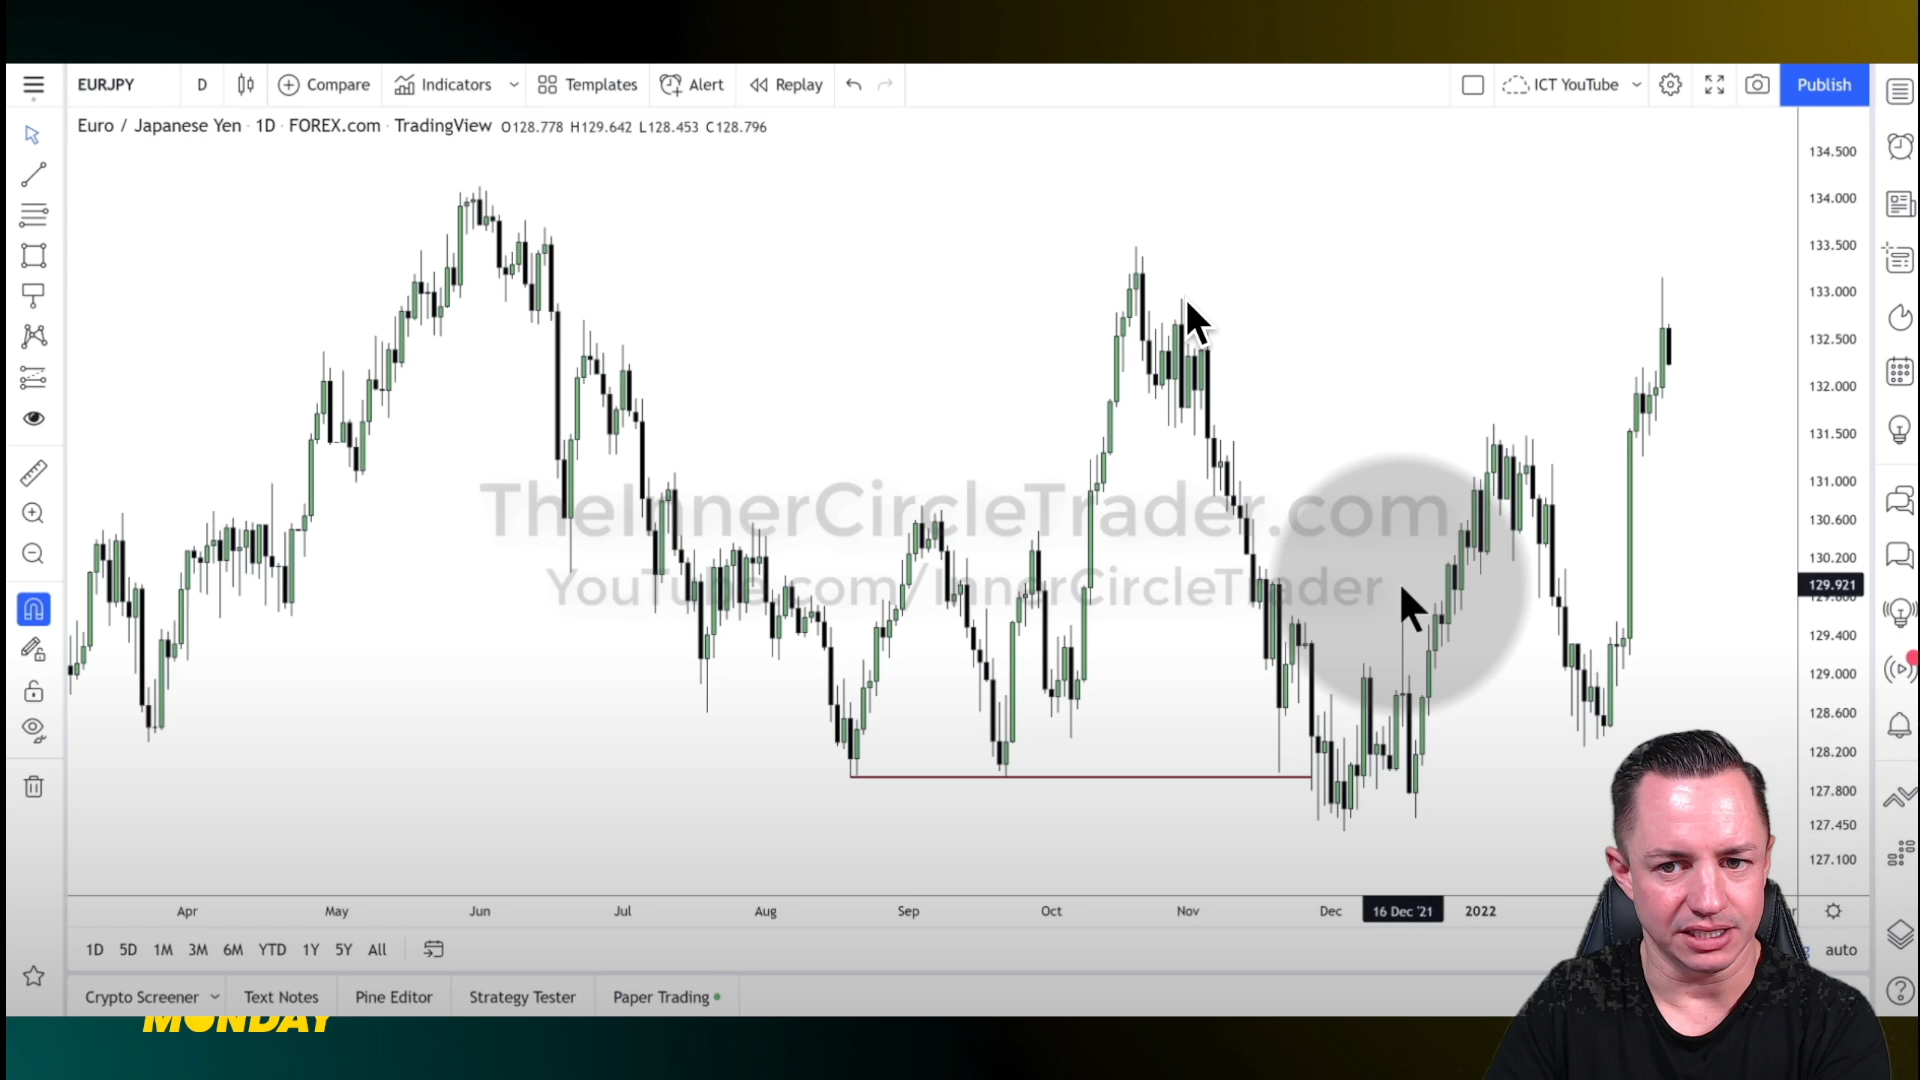 EURJPY D Compare Indicators Templates Alert Replay ICT YouTube Publish
Euro / Japanese Yen · 1D · FOREX.com · TradingView O128.778 H129.642 L128.453 C128.796
134.500
134.000
133.500
133.000
132.500
132.000
131.500
131.000
130.600
130.200
129.921
129.400
129.000
128.600
128.200
127.800
127.450
127.100
TheInnerCircleTrader.com
YouTube.com/InnerCircleTrader
Apr May Jun Jul Aug Sep Oct Nov Dec 16 Dec '21 2022
1D 5D 1M 3M 6M YTD 1Y 5Y All auto
Crypto Screener Text Notes Pine Editor Strategy Tester Paper Trading
MONDAY